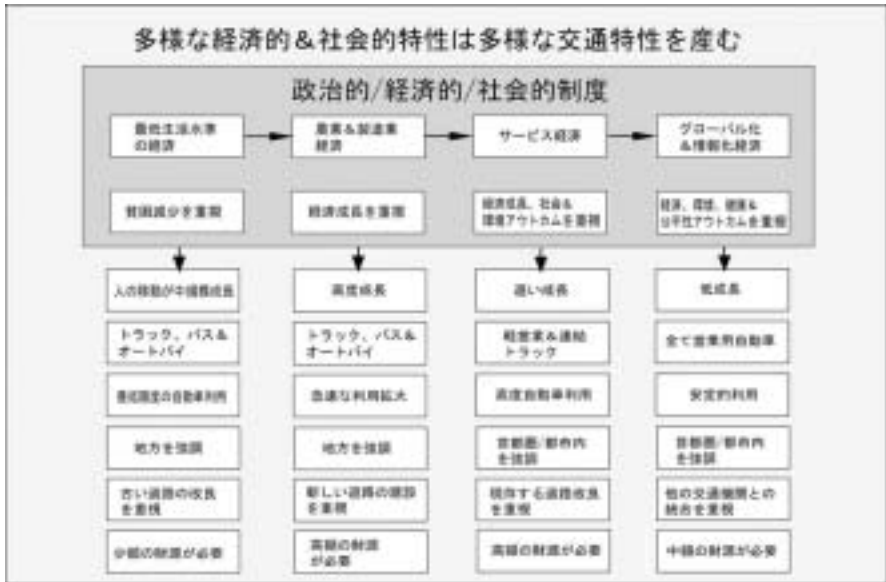 多様な経済的&社会的特性は多様な交通特性を産む
政治的/経済的/社会的制度
最低生活水準
の経済
農業&製造業
経済
サービス経済
グローバル化
&情報化経済
貧困減少を重視
経済成長を重視
経済成長、社会&
環境アウトカムを重視
経済、環境、健康&
公平性アウトカムを重視
人の移動が中規模成長
高度成長
遅い成長
低成長
トラック、バス&
オートバイ
トラック、バス&
オートバイ
軽営業&連結
トラック
全て営業用自動車
最低限度の自動車利用
急速な利用拡大
高度自動車利用
安定的利用
地方を強調
地方を強調
首都圏/都市内
を強調
首都圏/都市内
を強調
古い道路の改良
を重視
新しい道路の建設
を重視
現存する道路改良
を重視
他の交通機関との
統合を重視
少額の財源が必要
高額の財源
が必要
高額の財源が必要
中額の財源が必要